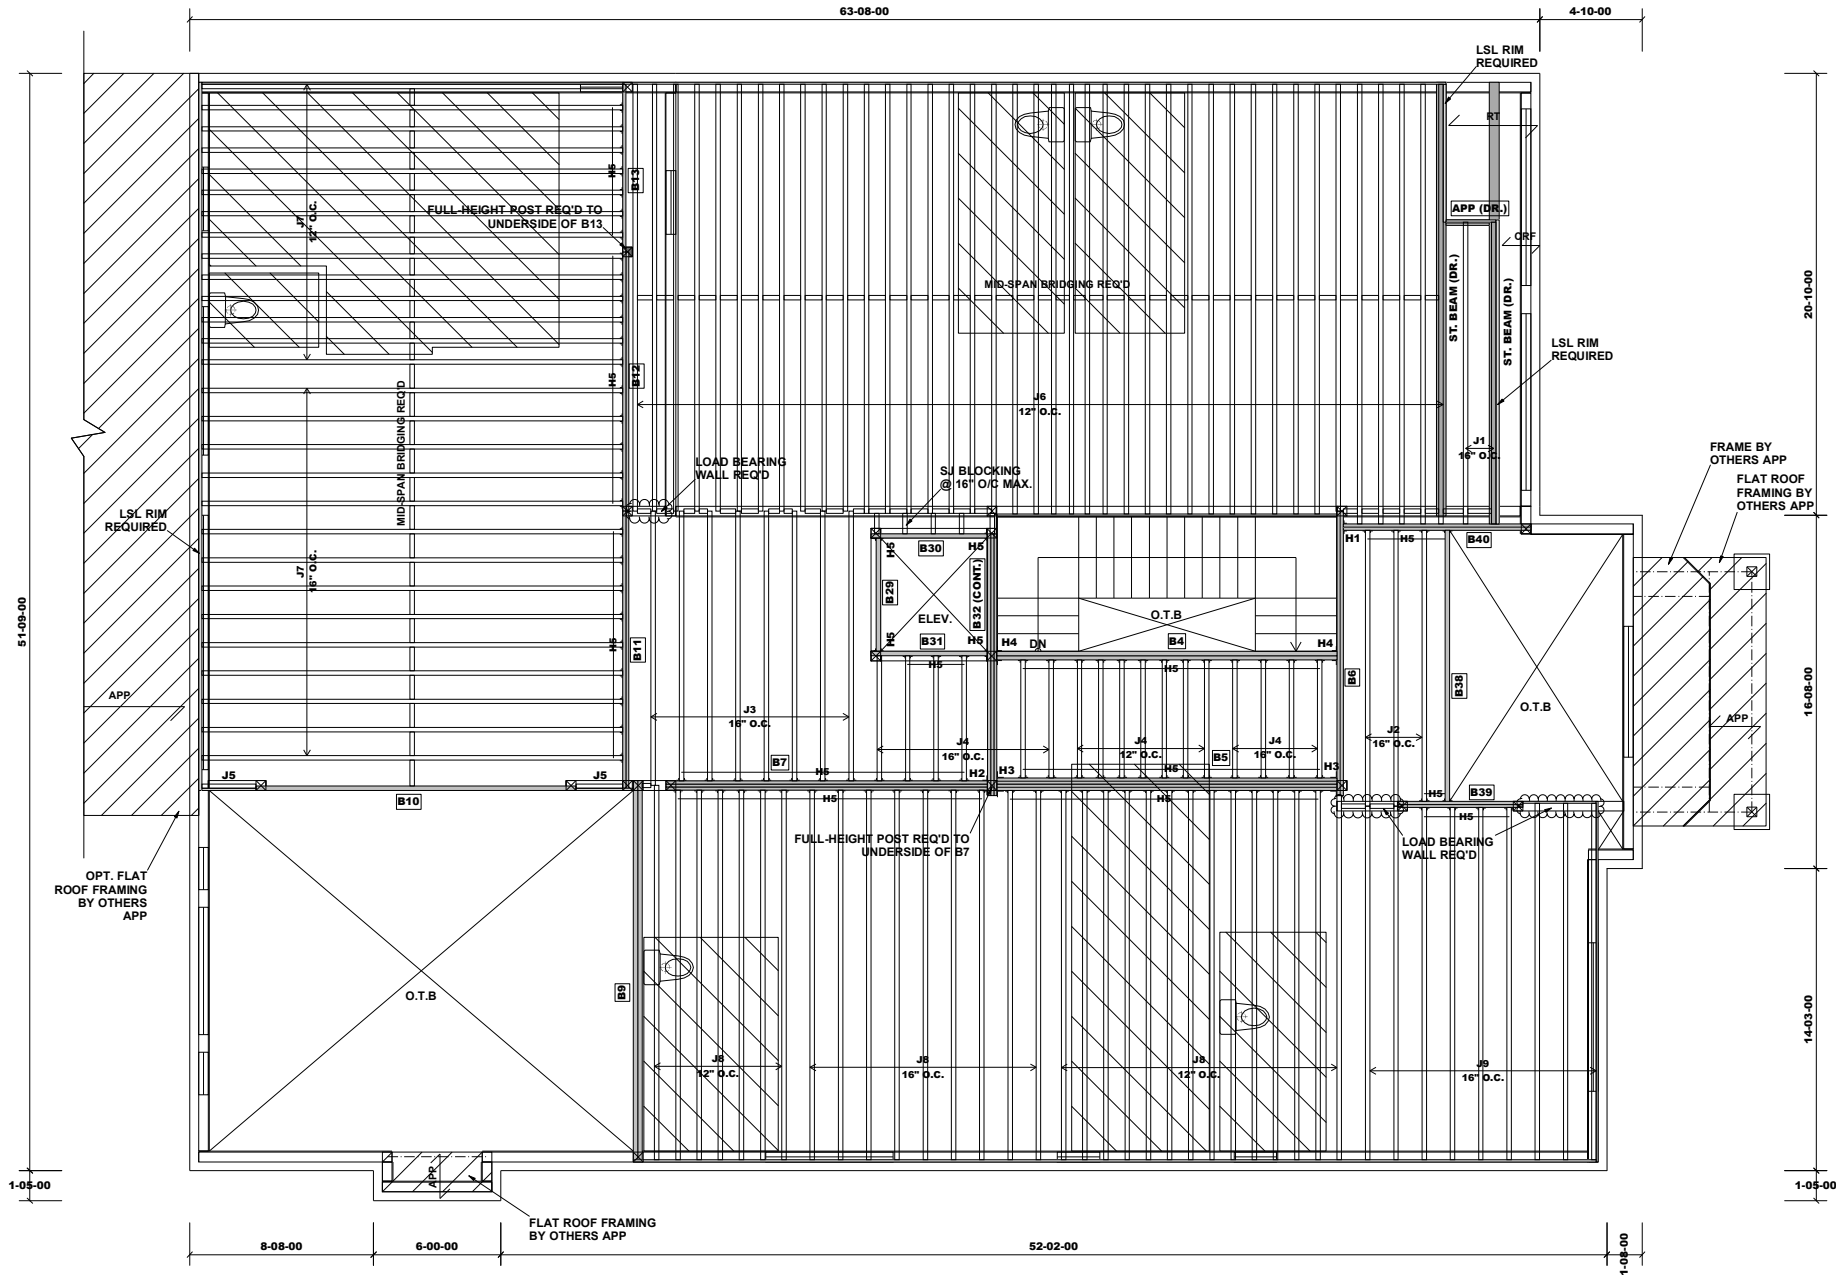 63-08-00
4-10-00
LSL RIM
REQUIRED
RT
B13
H5
J7
12" O.C.
FULL-HEIGHT POST REQ'D TO
UNDERSIDE OF B13
APP (DR.)
CRF
MID-SPAN BRIDGING REQ'D
ST. BEAM (DR.)
ST. BEAM (DR.)
20-10-00
LSL RIM
REQUIRED
B12
H5
MID-SPAN BRIDGING REQ'D
J6
12" O.C.
J1
16" O.C.
LOAD BEARING
WALL REQ'D
SJ BLOCKING
@ 16" O/C MAX.
FRAME BY
OTHERS APP
FLAT ROOF
FRAMING BY
OTHERS APP
LSL RIM
REQUIRED
51-09-00
J7
16" O.C.
H5
B11
H5
B30
H5
B29
B32 (CONT.)
ELEV.
H5
B31
H5
H5
H4
DN
O.T.B
B4
H4
H5
H1
H5
B40
B6
B38
O.T.B
16-08-00
APP
APP
J3
16" O.C.
J4
16" O.C.
J4
12" O.C.
B5
J4
16" O.C.
J2
16" O.C.
B7
H5
H2
H3
H5
H3
J5
J5
B10
H5
H5
H5
B39
H5
FULL-HEIGHT POST REQ'D TO
UNDERSIDE OF B7
LOAD BEARING
WALL REQ'D
OPT. FLAT
ROOF FRAMING
BY OTHERS
APP
O.T.B
B9
J8
12" O.C.
J8
16" O.C.
J8
12" O.C.
J9
16" O.C.
14-03-00
1-05-00
APP
1-05-00
FLAT ROOF FRAMING
BY OTHERS APP
8-08-00
6-00-00
52-02-00
1-08-00